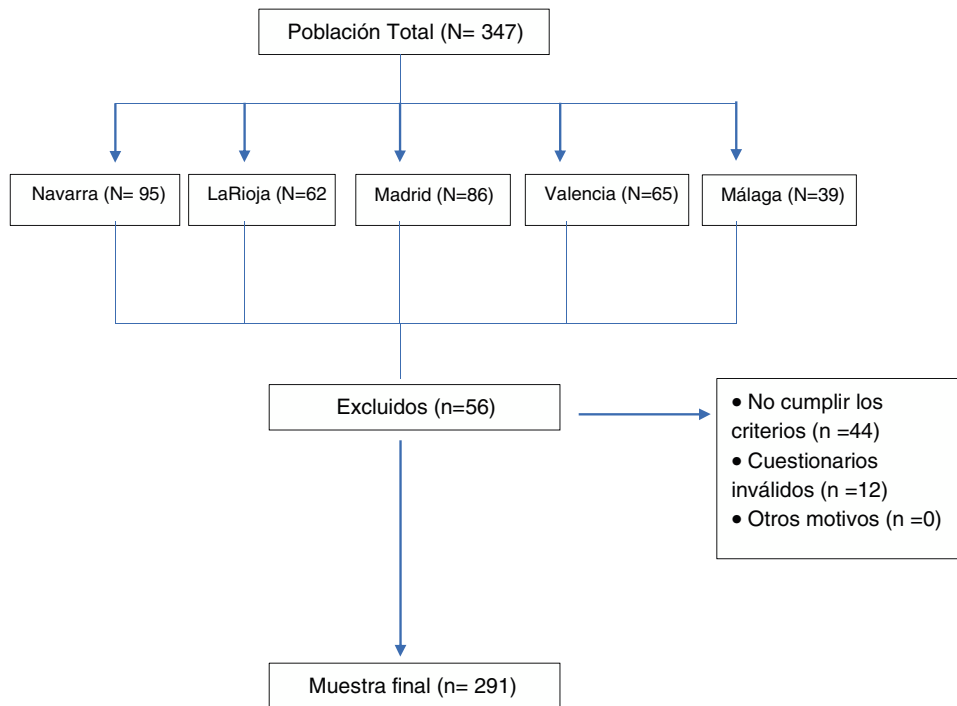 Población Total (N= 347)
Navarra (N= 95)
LaRioja (N=62
Madrid (N=86)
Valencia (N=65)
Málaga (N=39)
Excluidos (n=56)
• No cumplir los
criterios (n =44)
• Cuestionarios
inválidos (n =12)
• Otros motivos (n =0)
Muestra final (n= 291)